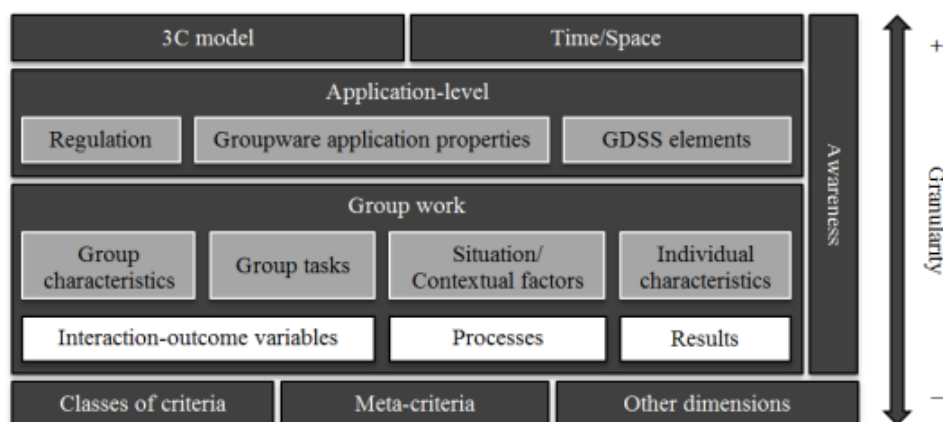 3C model
Time/Space
+
Application-level
Regulation
Groupware application properties
GDSS elements
Awareness
Granularity
Group work
Group
characteristics
Group tasks
Situation/
Contextual factors
Individual
characteristics
Interaction-outcome variables
Processes
Results
Classes of criteria
Meta-criteria
Other dimensions
–